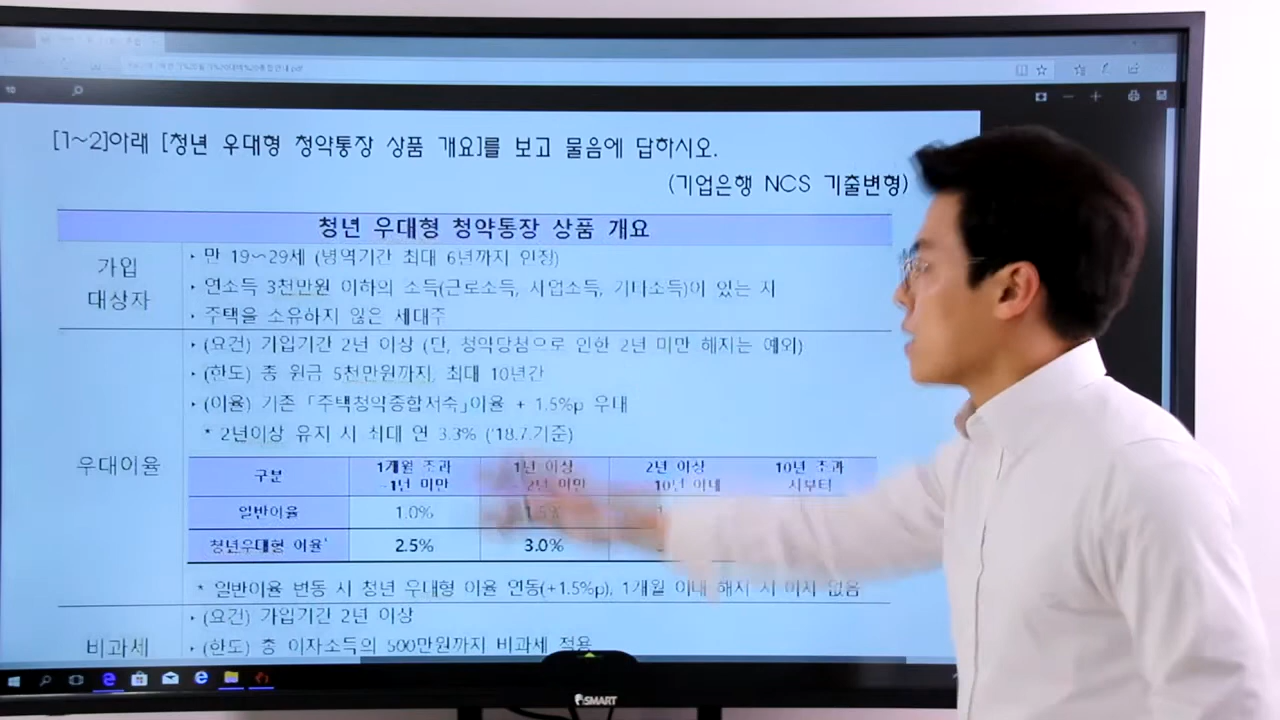 [1~2]아래 [청년 우대형 청약통장 상품 개요]를 보고 물음에 답하시오.
(기업은행 NCS 기출변형)
청년 우대형 청약통장 상품 개요
가입
대상자
‣ 만 19~29세 (병역기간 최대 6년까지 인정)
‣ 연소득 3천만원 이하의 소득(근로소득, 사업소득, 기타소득)이 있는 자
‣ 주택을 소유하지 않은 세대주
우대이율
‣ (요건) 가입기간 2년 이상 (단, 청약당첨으로 인한 2년 미만 해지는 예외)
‣ (한도) 총 원금 5천만원까지, 최대 10년간
‣ (이율) 기존 「주택청약종합저축」이율 + 1.5%p 우대
* 2년이상 유지 시 최대 연 3.3% ('18.7.기준)
구분
1개월 초과
~1년 미만
1년 이상
2년 미만
2년 이상
10년 이내
10년 초과
시부터
일반이율
1.0%
1.5%
청년우대형 이율*
2.5%
3.0%
* 일반이율 변동 시 청년 우대형 이율 연동(+1.5%p), 1개월 이내 해지 시 이자 없음
비과세
‣ (요건) 가입기간 2년 이상
‣ (한도) 총 이자소득의 500만원까지 비과세 적용
SMART